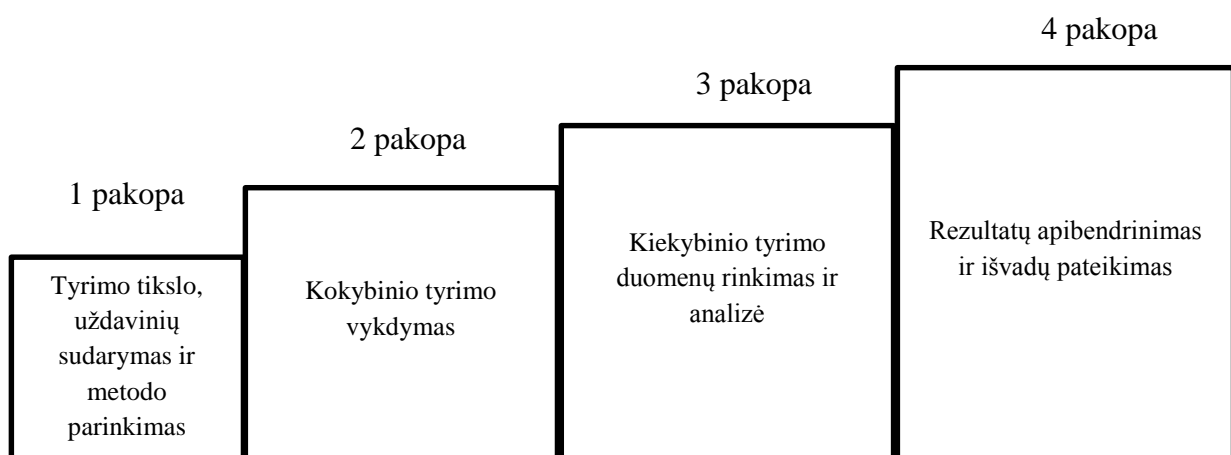 1 pakopa
Tyrimo tikslo,
uždavinių
sudarymas ir
metodo
parinkimas
2 pakopa
Kokybinio tyrimo
vykdymas
3 pakopa
Kiekybinio tyrimo
duomenų rinkimas ir
analizė
4 pakopa
Rezultatų apibendrinimas
ir išvadų pateikimas